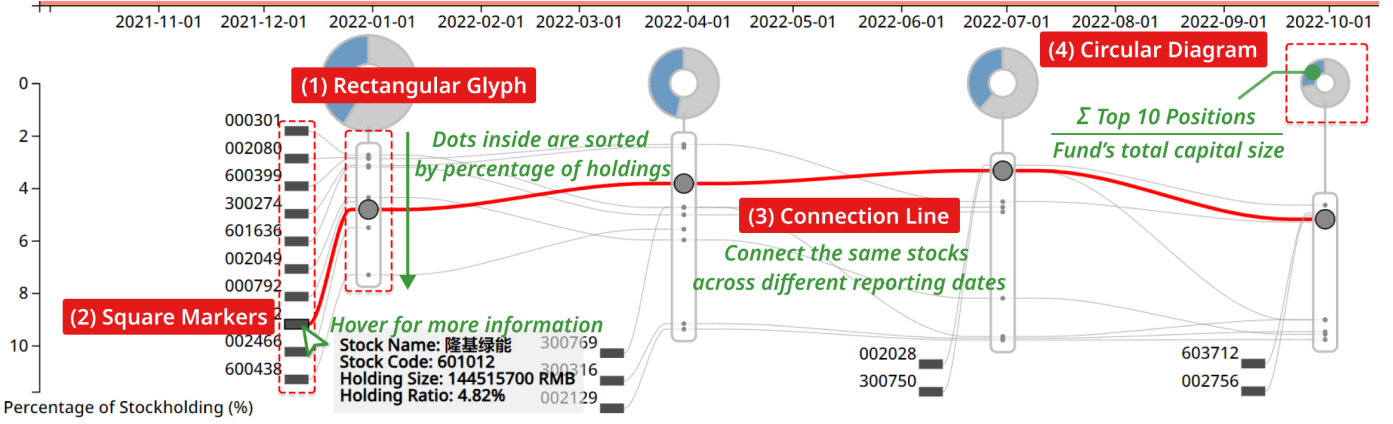 2021-11-01 2021-12-01 2022-01-01 2022-02-01 2022-03-01 2022-04-01 2022-05-01 2022-06-01 2022-07-01 2022-08-01 2022-09-01 2022-10-01
(4) Circular Diagram
(1) Rectangular Glyph
0
2
4
6
8
10
Σ Top 10 Positions
Fund's total capital size
000301
002080
600399
300274
601636
002049
000792
002466
600438
Dots inside are sorted
by percentage of holdings
(3) Connection Line
Connect the same stocks
across different reporting dates
(2) Square Markers
Hover for more information
Stock Name: 隆基绿能
Stock Code: 601012
Holding Size: 144515700 RMB
Holding Ratio: 4.82%
300769
300316
002129
002028
300750
603712
002756
Percentage of Stockholding (%)